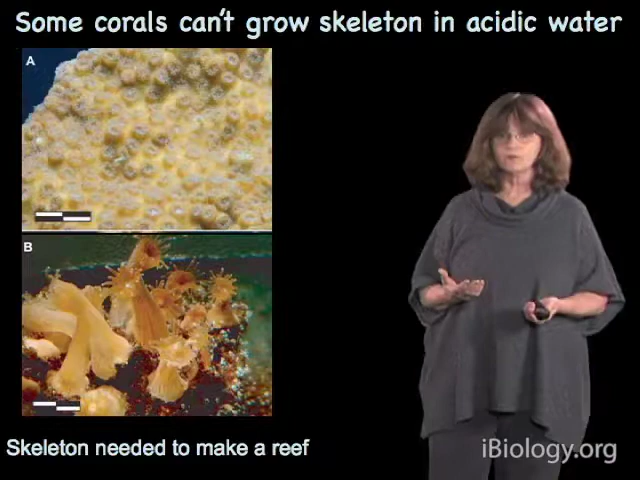 Some corals can't grow skeleton in acidic water
A
B
Skeleton needed to make a reef
iBiology.org